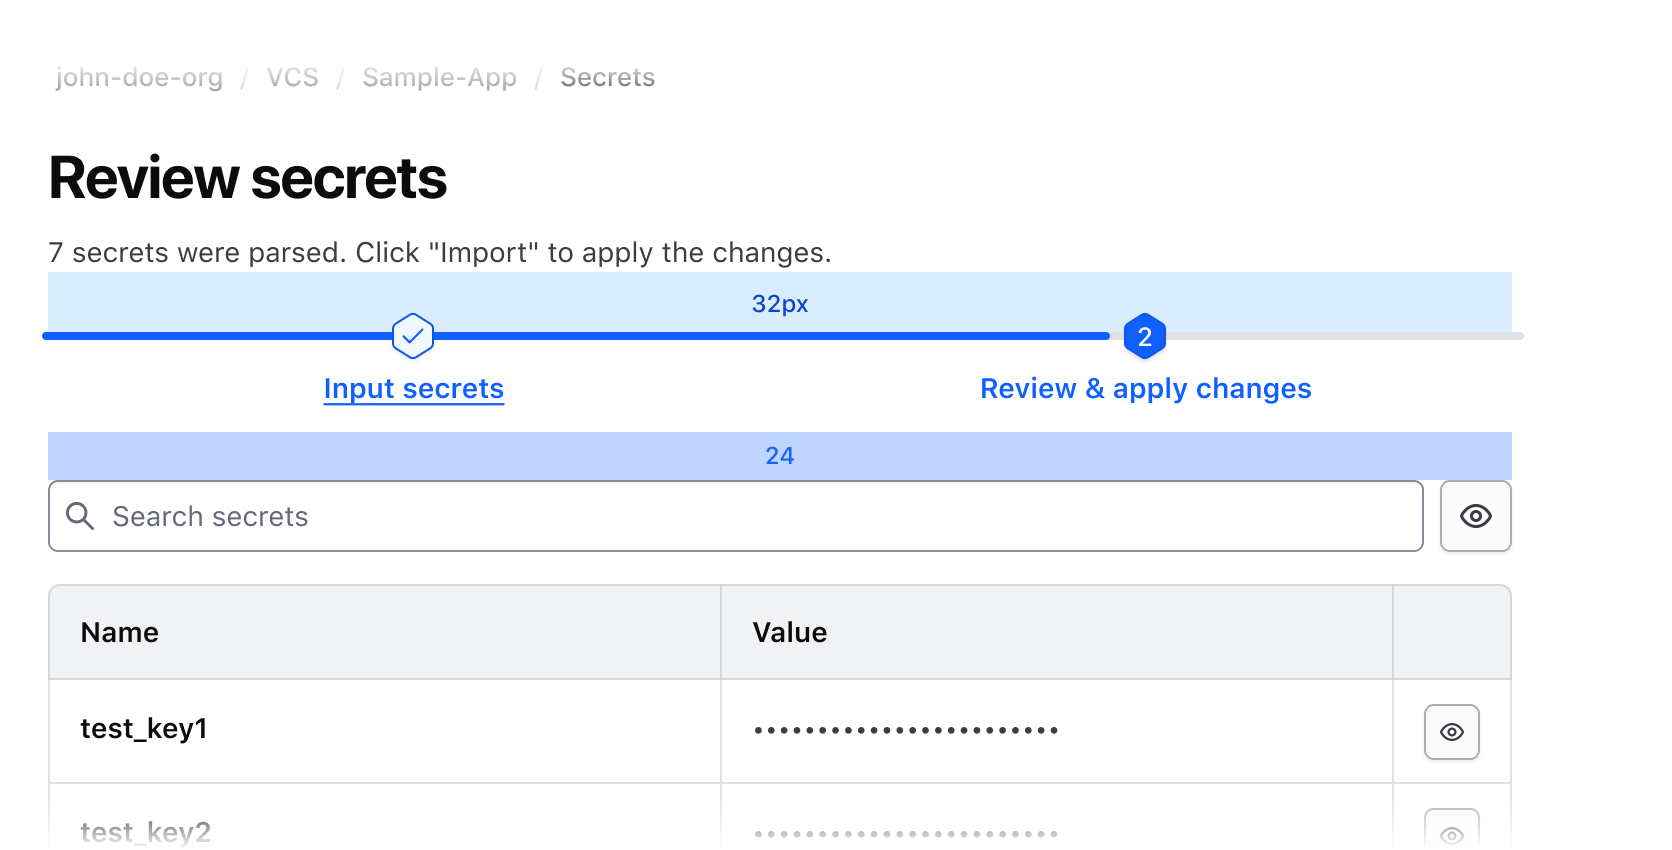 john-doe-org / VCS / Sample-App / Secrets
Review secrets
7 secrets were parsed. Click "Import" to apply the changes.
32px
2
Input secrets
Review & apply changes
24
Search secrets
Name Value
test_key1 ••••••••••••••••••••••••
test_key2 ••••••••••••••••••••••••